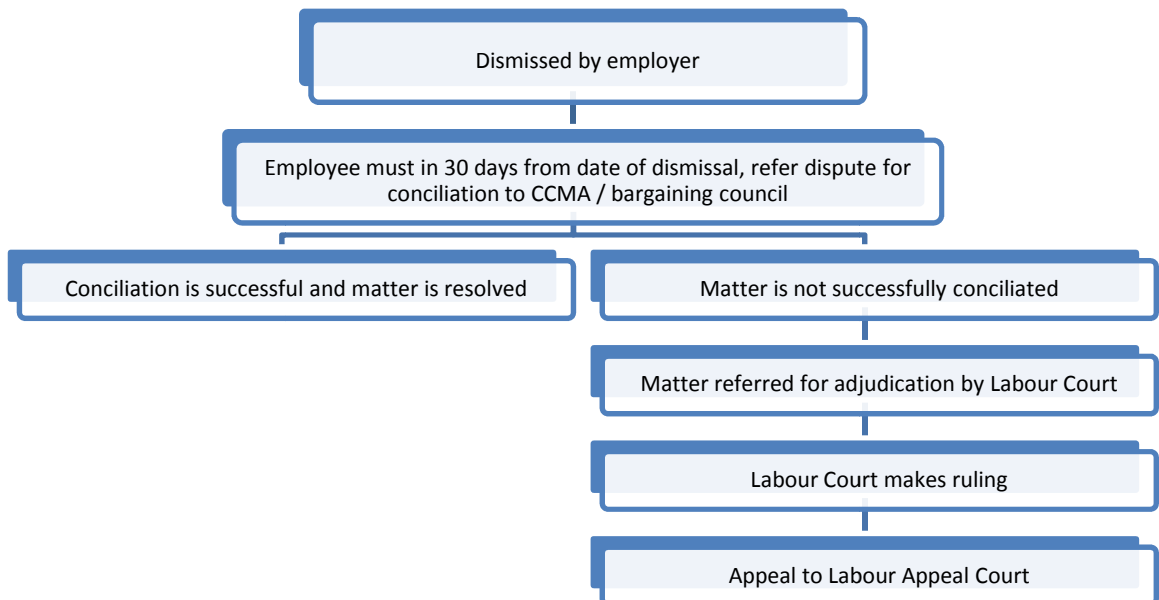 Dismissed by employer
Employee must in 30 days from date of dismissal, refer dispute for
conciliation to CCMA / bargaining council
Conciliation is successful and matter is resolved
Matter is not successfully conciliated
Matter referred for adjudication by Labour Court
Labour Court makes ruling
Appeal to Labour Appeal Court